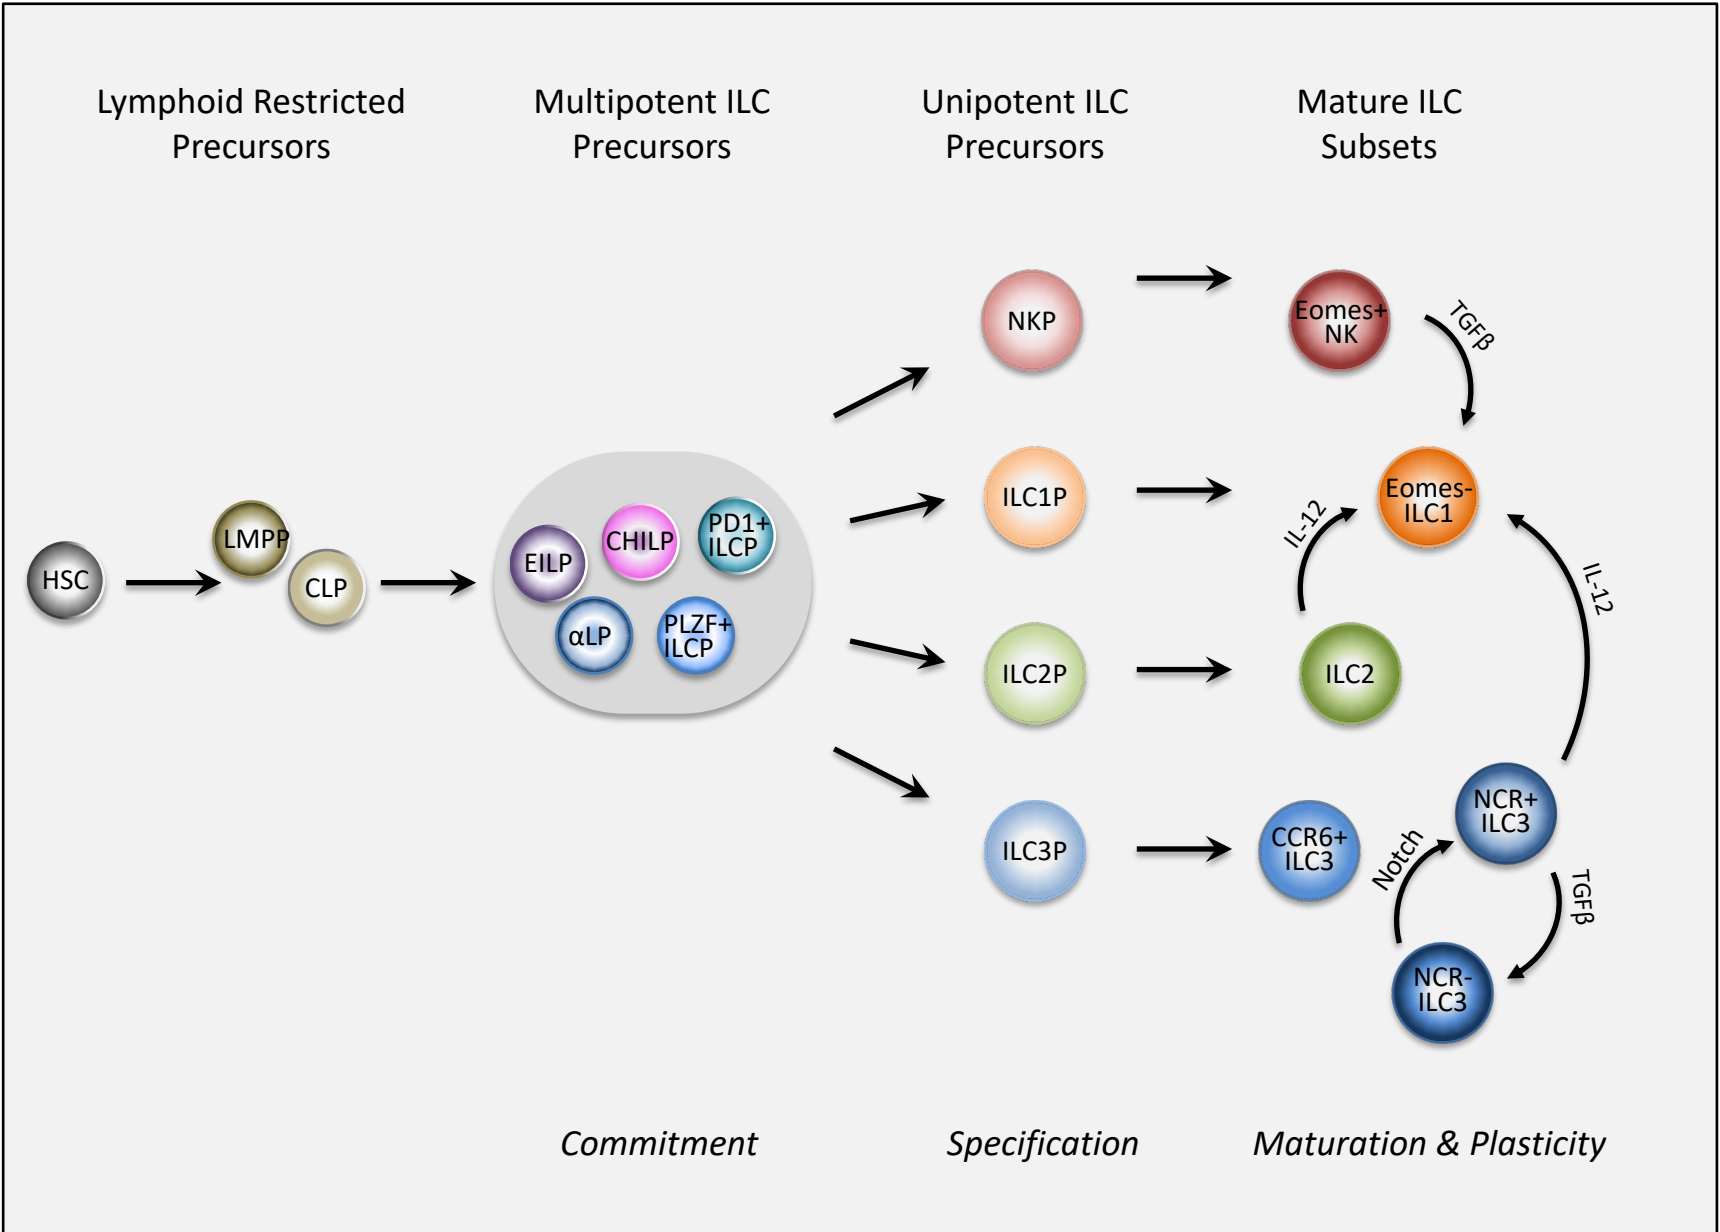 Lymphoid Restricted
Precursors
Multipotent ILC
Precursors
Unipotent ILC
Precursors
Mature ILC
Subsets
HSC
LMPP
CLP
EILP
CHILP
PD1+
ILCP
αLP
PLZF+
ILCP
NKP
ILC1P
ILC2P
ILC3P
Eomes+
NK
TGFβ
Eomes-
ILC1
IL-12
IL-12
ILC2
CCR6+
ILC3
Notch
NCR+
ILC3
TGFβ
NCR-
ILC3
Commitment
Specification
Maturation & Plasticity